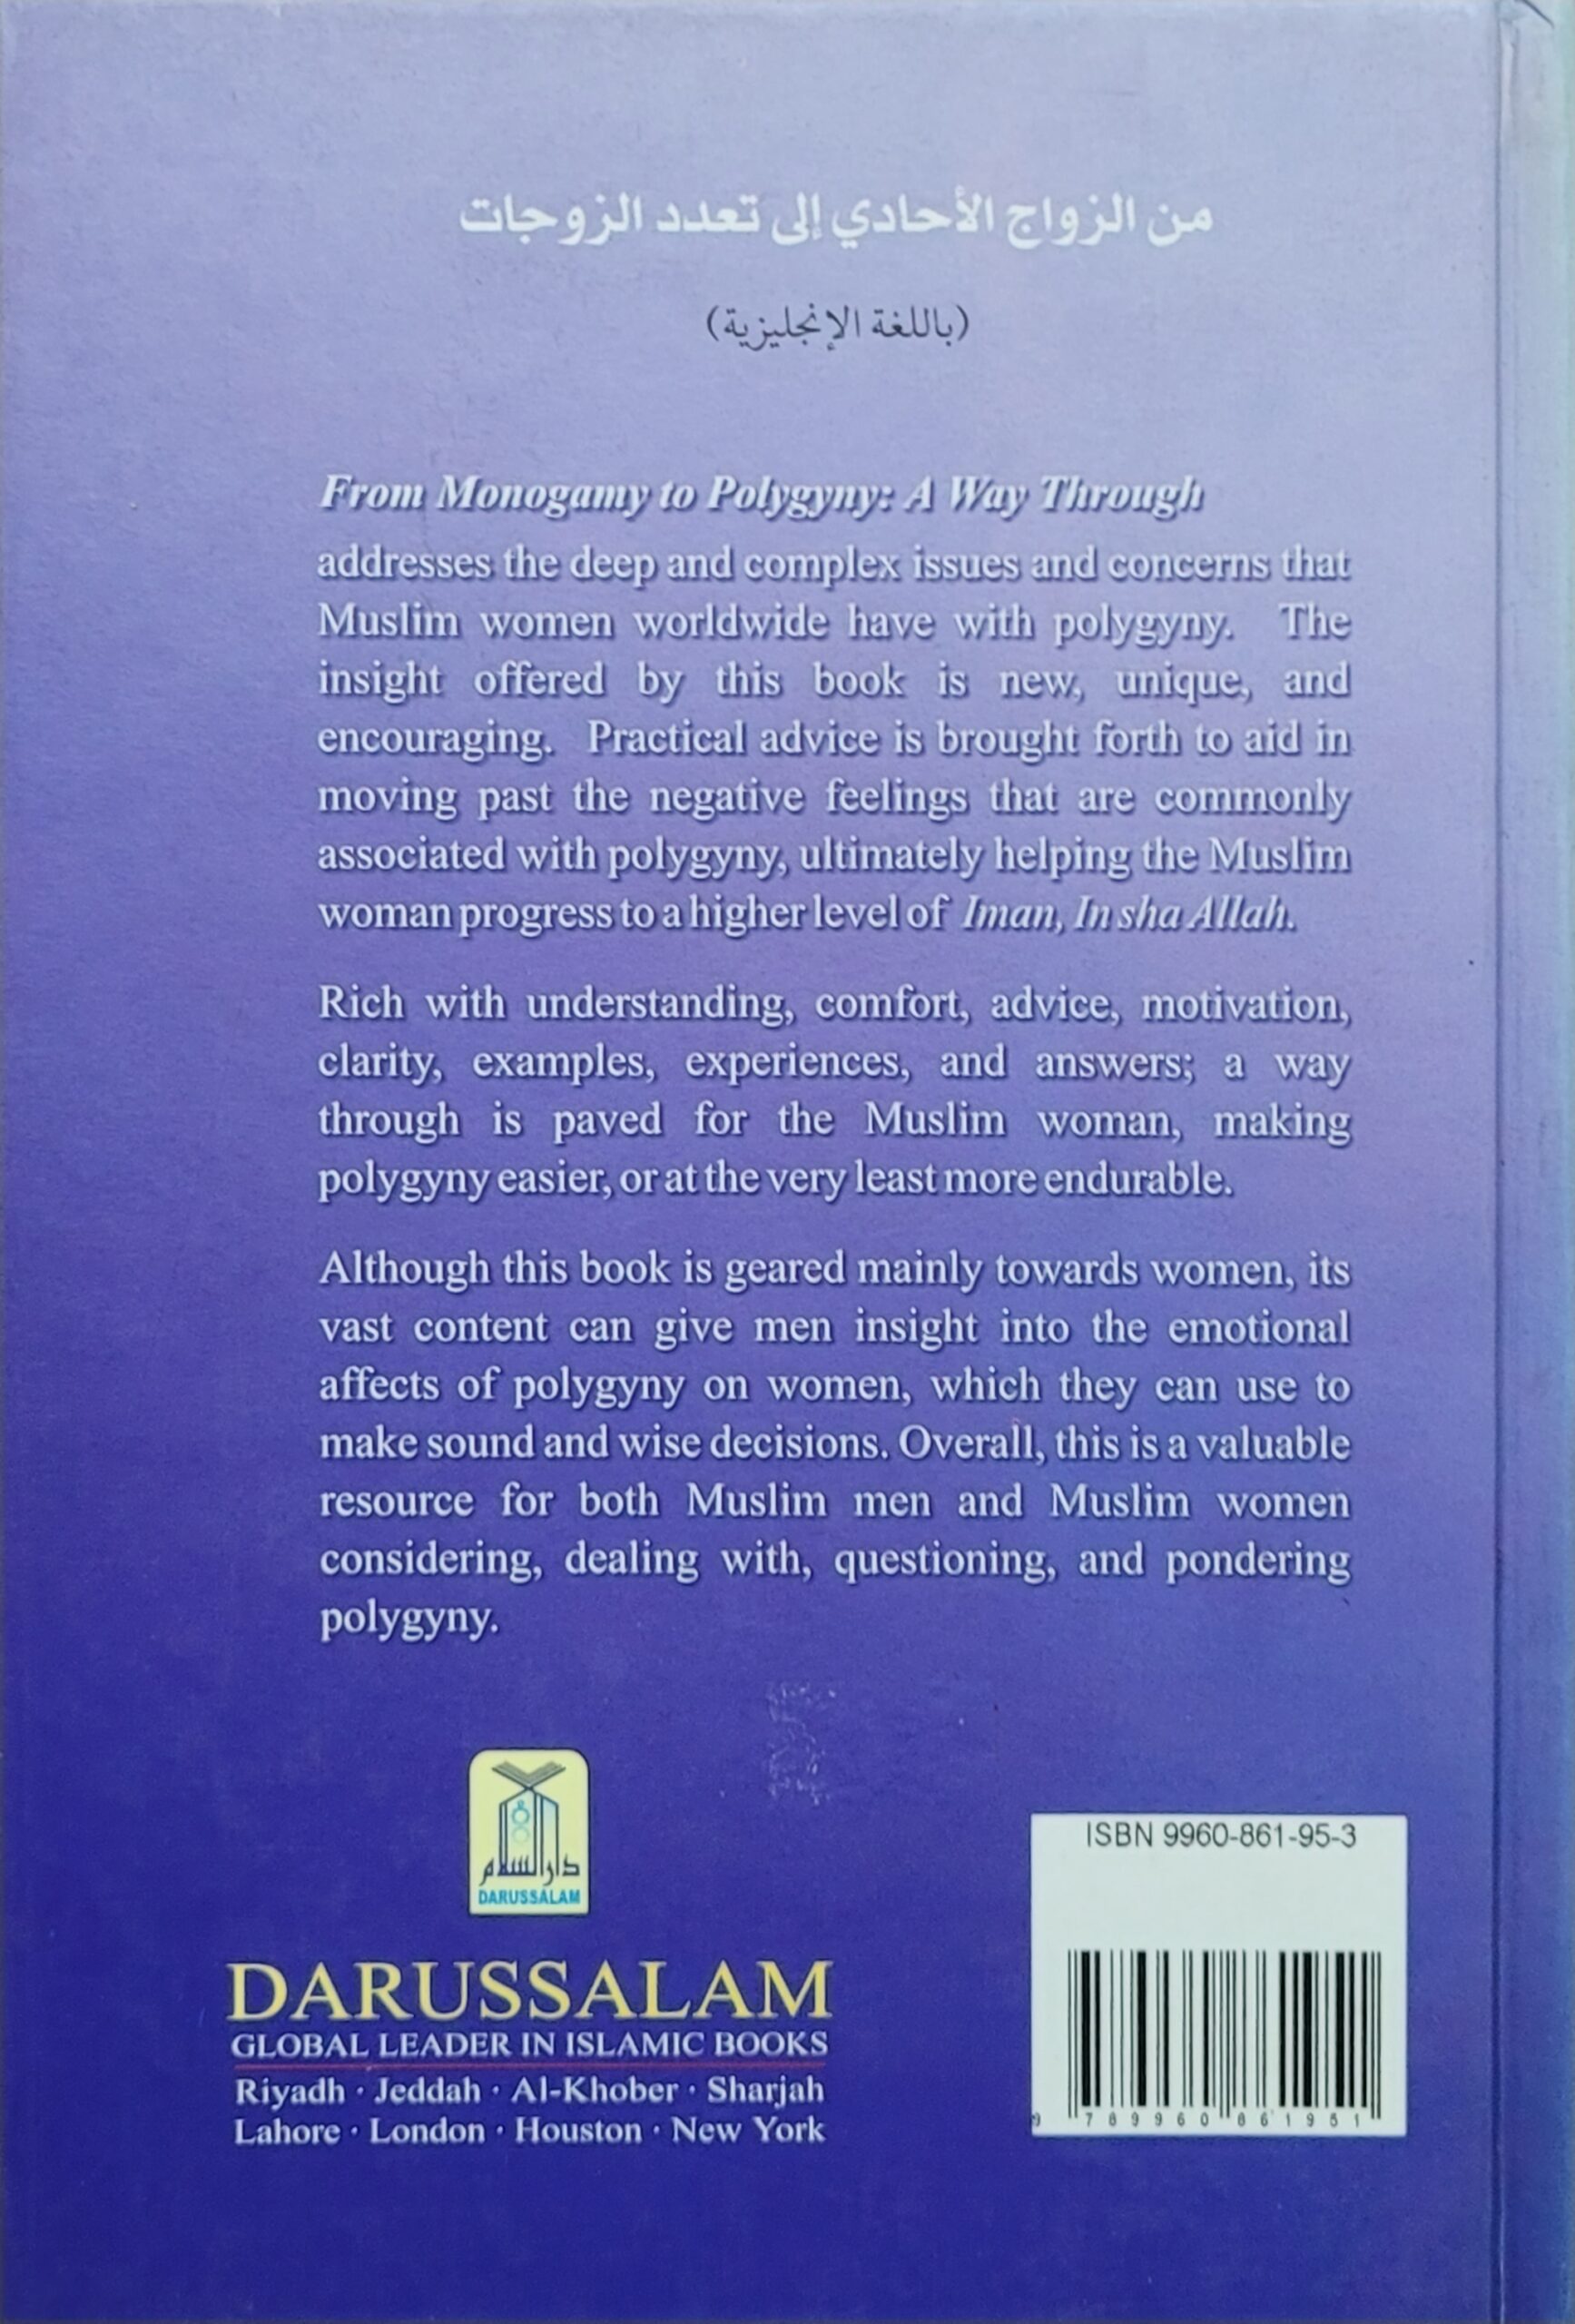 من الزواج الأحادي إلى تعدد الزوجات
(باللغة الإنجليزية)
From Monogamy to Polygyny: A Way Through
addresses the deep and complex issues and concerns that
Muslim women worldwide have with polygyny. The
insight offered by this book is new, unique, and
encouraging. Practical advice is brought forth to aid in
moving past the negative feelings that are commonly
associated with polygyny, ultimately helping the Muslim
woman progress to a higher level of Iman, In sha Allah.
Rich with understanding, comfort, advice, motivation,
clarity, examples, experiences, and answers; a way
through is paved for the Muslim woman, making
polygyny easier, or at the very least more endurable.
Although this book is geared mainly towards women, its
vast content can give men insight into the emotional
affects of polygyny on women, which they can use to
make sound and wise decisions. Overall, this is a valuable
resource for both Muslim men and Muslim women
considering, dealing with, questioning, and pondering
polygyny.
دارالسلام
DARUSSALAM
DARUSSALAM
GLOBAL LEADER IN ISLAMIC BOOKS
Riyadh · Jeddah · Al-Khober · Sharjah
Lahore · London · Houston · New York
ISBN 9960-861-95-3
9 789960 861951